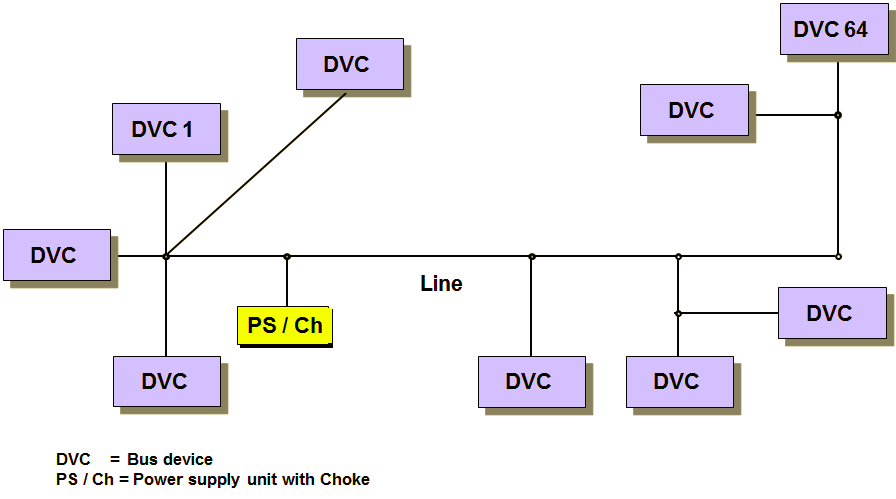 DVC 64
DVC
DVC
DVC 1
DVC
Line
DVC
PS / Ch
DVC
DVC
DVC
DVC = Bus device
PS / Ch = Power supply unit with Choke